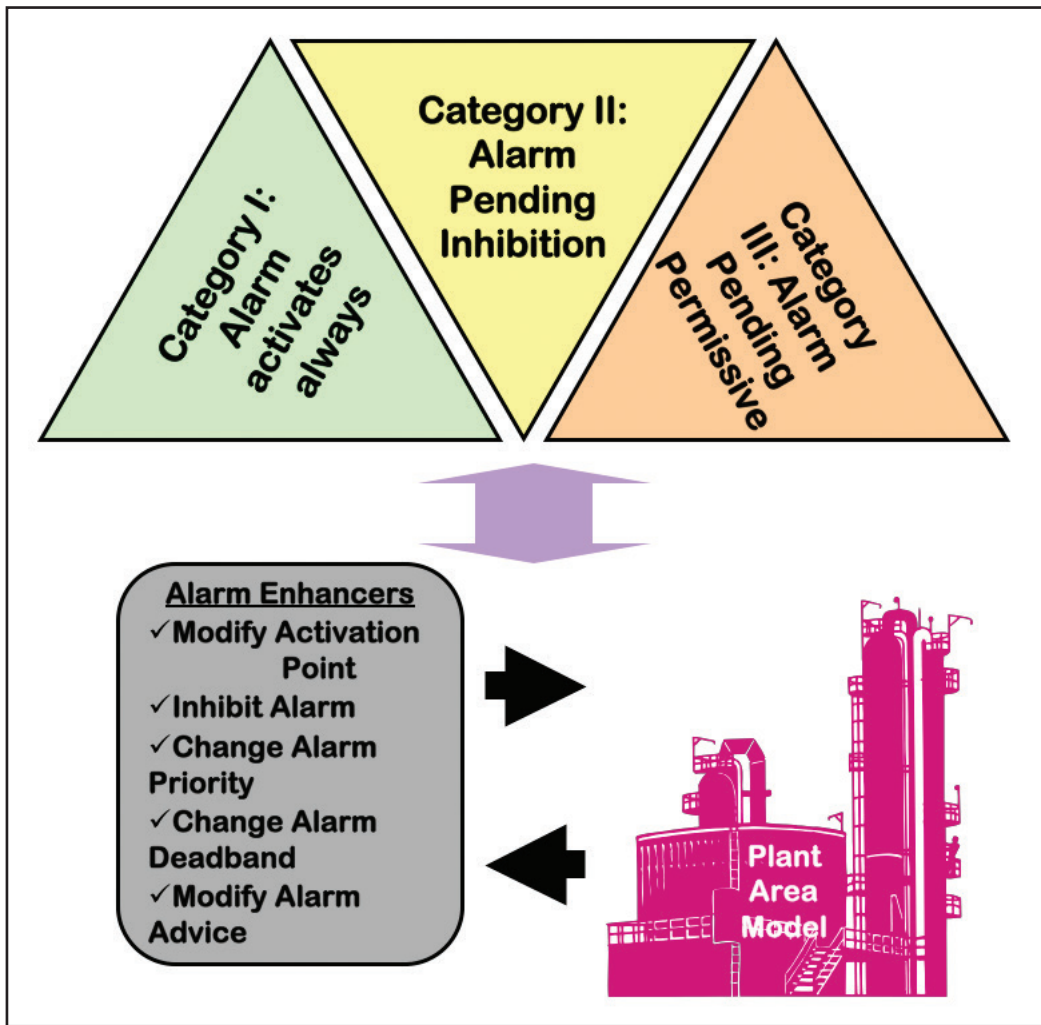 Category I:
Alarm
activates
always
Category II:
Alarm
Pending
Inhibition
Category
III: Alarm
Pending
Permissive
Alarm Enhancers
✓Modify Activation
Point
✓Inhibit Alarm
✓Change Alarm
Priority
✓Change Alarm
Deadband
✓Modify Alarm
Advice
Plant
Area
Model